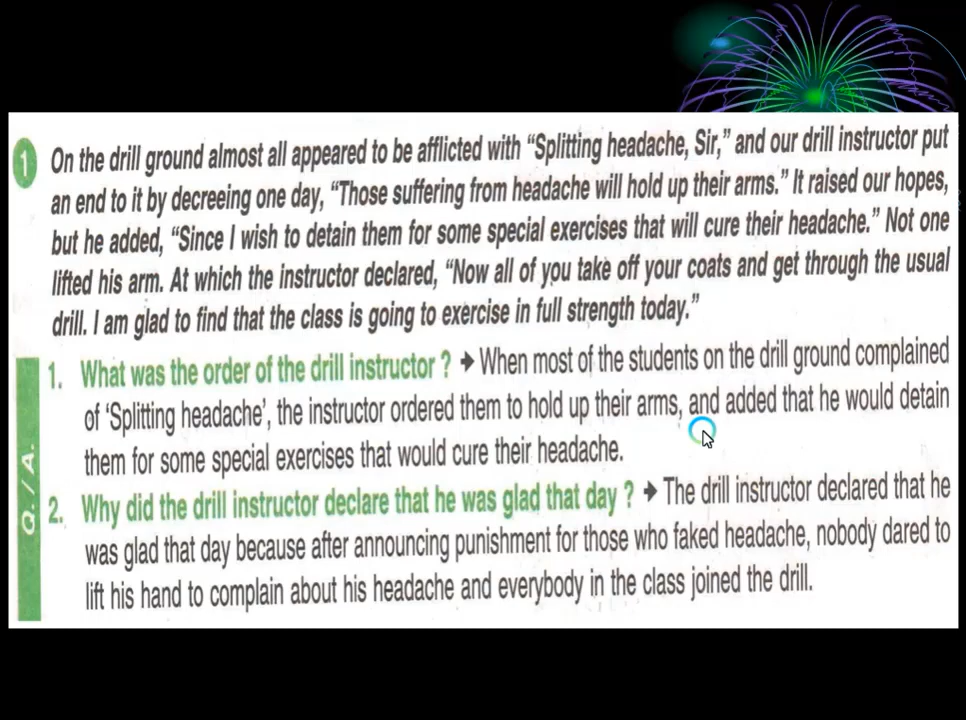 1 On the drill ground almost all appeared to be afflicted with “Splitting headache, Sir,” and our drill instructor put
an end to it by decreeing one day, “Those suffering from headache will hold up their arms.” It raised our hopes,
but he added, “Since I wish to detain them for some special exercises that will cure their headache.” Not one
lifted his arm. At which the instructor declared, “Now all of you take off your coats and get through the usual
drill. I am glad to find that the class is going to exercise in full strength today.”
1. What was the order of the drill instructor ? ➔ When most of the students on the drill ground complained
of ‘Splitting headache’, the instructor ordered them to hold up their arms, and added that he would detain
them for some special exercises that would cure their headache.
2. Why did the drill instructor declare that he was glad that day ? ➔ The drill instructor declared that he
was glad that day because after announcing punishment for those who faked headache, nobody dared to
lift his hand to complain about his headache and everybody in the class joined the drill.
Q. / A.